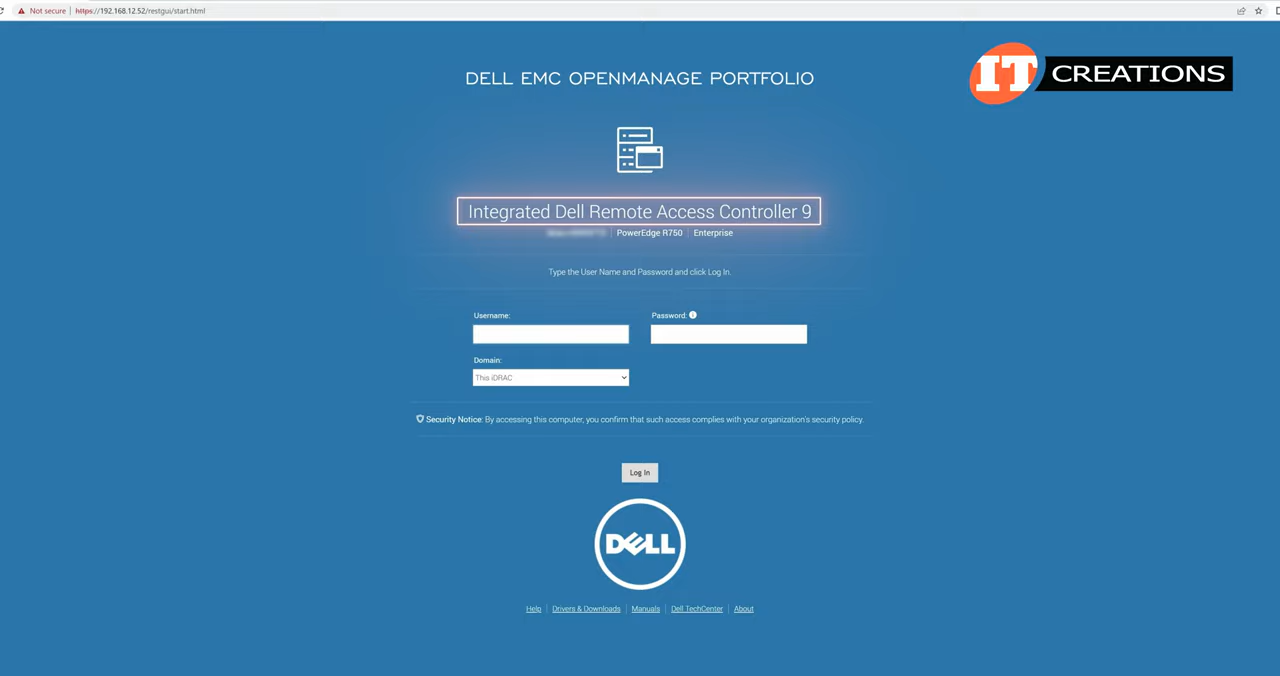 Not secure | https://192.168.12.52/restgui/start.html
IT CREATIONS
DELL EMC OPENMANAGE PORTFOLIO
Integrated Dell Remote Access Controller 9
PowerEdge R750 | Enterprise
Type the User Name and Password and click Log In.
Username: Password:
Domain:
This iDRAC
Security Notice: By accessing this computer, you confirm that such access complies with your organization's security policy.
Log In
DELL
Help | Drivers & Downloads | Manuals | Dell TechCenter | About